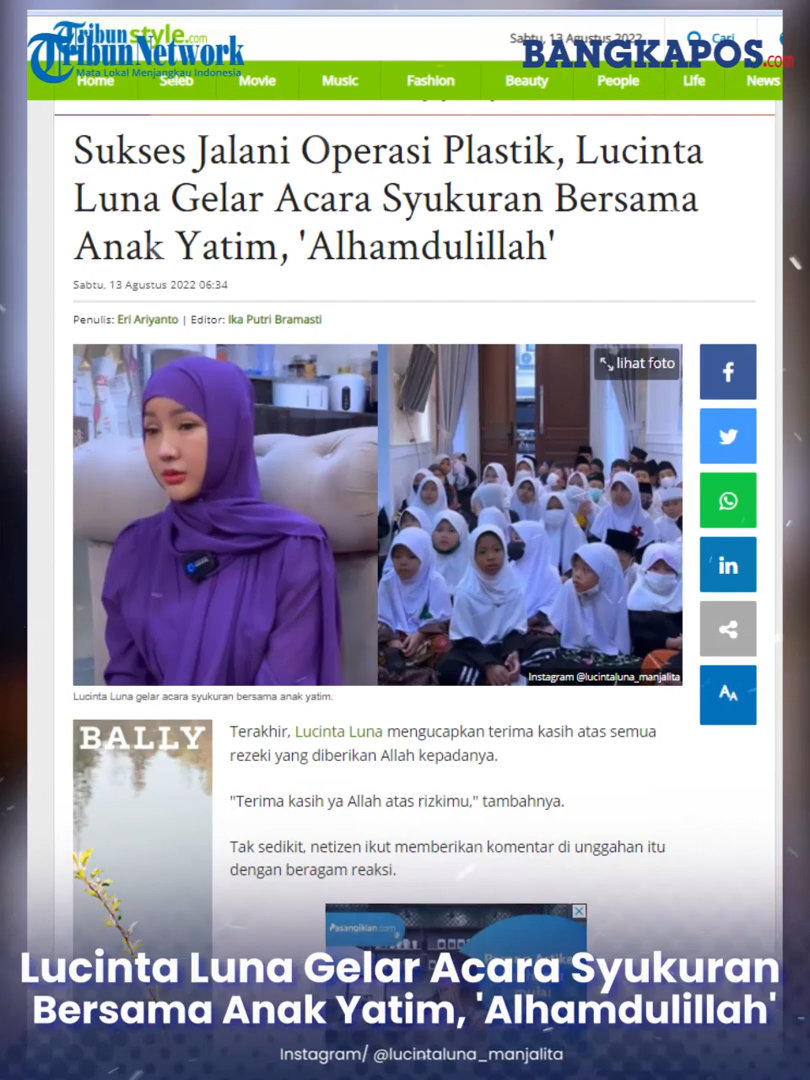 Tribunstyle.com
Tribun Network
Mata Lokal Menjangkau Indonesia
Sabtu, 13 Agustus 2022
Cari
BANGKAPOS.com
Home Seleb Movie Music Fashion Beauty People Life News
Sukses Jalani Operasi Plastik, Lucinta
Luna Gelar Acara Syukuran Bersama
Anak Yatim, 'Alhamdulillah'
Sabtu, 13 Agustus 2022 06:34
Penulis: Eri Ariyanto | Editor: Ika Putri Bramasti
lihat foto
Instagram @lucintaluna_manjalita
Lucinta Luna gelar acara syukuran bersama anak yatim.
BALLY
Terakhir, Lucinta Luna mengucapkan terima kasih atas semua
rezeki yang diberikan Allah kepadanya.
"Terima kasih ya Allah atas rizkimu," tambahnya.
Tak sedikit, netizen ikut memberikan komentar di unggahan itu
dengan beragam reaksi.
Pasangiklan.com
Lucinta Luna Gelar Acara Syukuran
Bersama Anak Yatim, 'Alhamdulillah'
Instagram/ @lucintaluna_manjalita